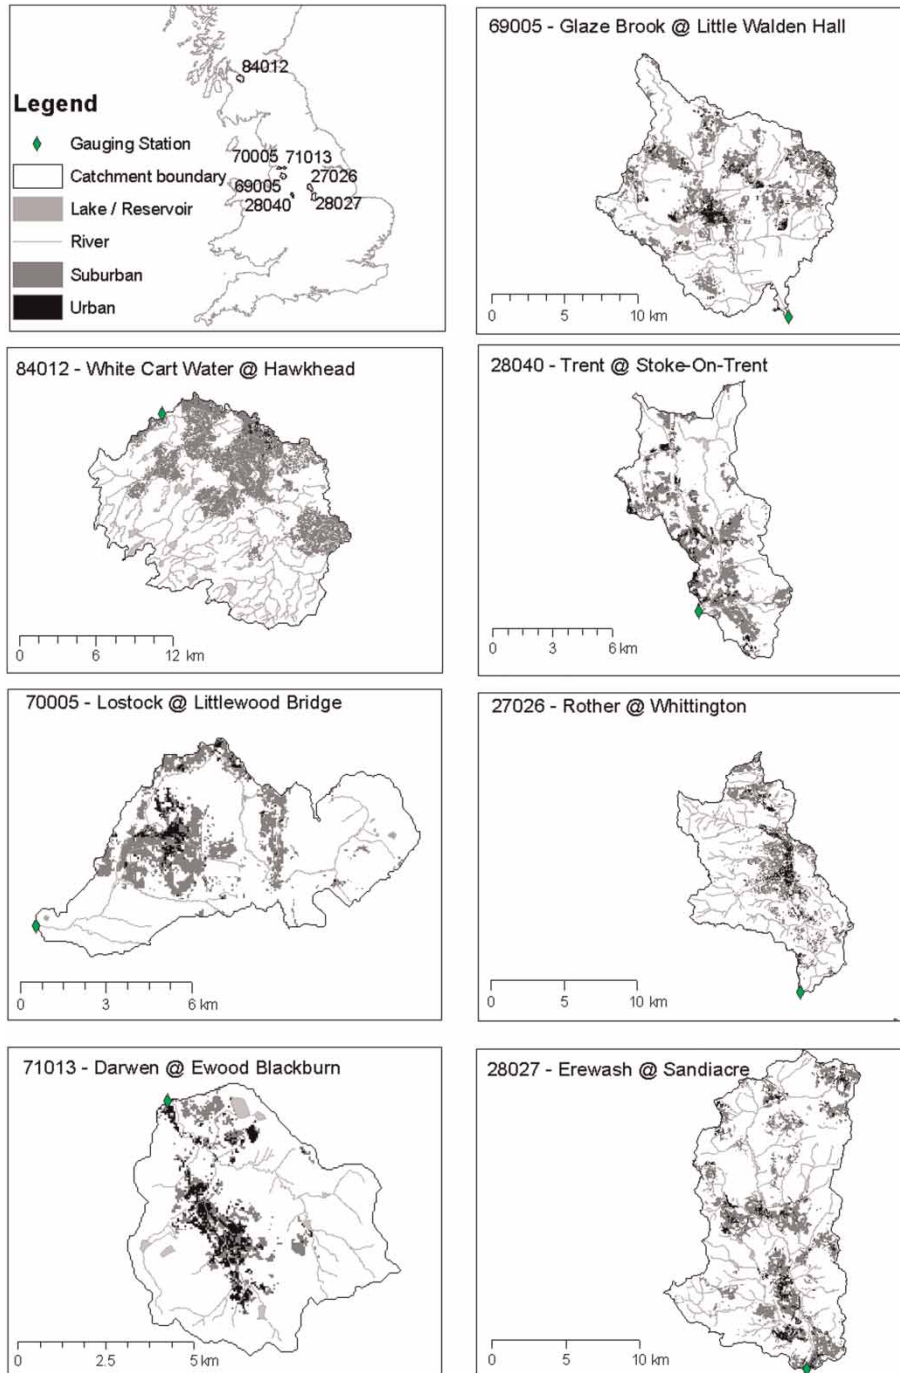 84012
Legend
Gauging Station
70005 71013
Catchment boundary
27026
69005
Lake / Reservoir
28040
28027
River
Suburban
Urban
69005 - Glaze Brook @ Little Walden Hall
0 5 10 km
84012 - White Cart Water @ Hawkhead
0 6 12 km
28040 - Trent @ Stoke-On-Trent
0 3 6 km
70005 - Lostock @ Littlewood Bridge
0 3 6 km
27026 - Rother @ Whittington
0 5 10 km
71013 - Darwen @ Ewood Blackburn
0 2.5 5 km
28027 - Erewash @ Sandiacre
0 5 10 km